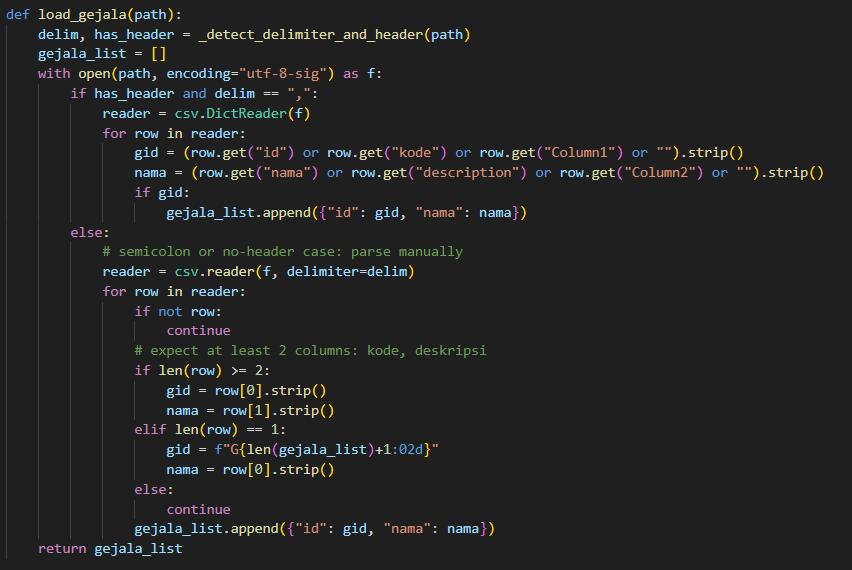 def load_gejala(path):
    delim, has_header = _detect_delimiter_and_header(path)
    gejala_list = []
    with open(path, encoding="utf-8-sig") as f:
        if has_header and delim == ",":
            reader = csv.DictReader(f)
            for row in reader:
                gid = (row.get("id") or row.get("kode") or row.get("Column1") or "").strip()
                nama = (row.get("nama") or row.get("description") or row.get("Column2") or "").strip()
                if gid:
                    gejala_list.append({"id": gid, "nama": nama})
        else:
            # semicolon or no-header case: parse manually
            reader = csv.reader(f, delimiter=delim)
            for row in reader:
                if not row:
                    continue
                # expect at least 2 columns: kode, deskripsi
                if len(row) >= 2:
                    gid = row[0].strip()
                    nama = row[1].strip()
                elif len(row) == 1:
                    gid = f"G{len(gejala_list)+1:02d}"
                    nama = row[0].strip()
                else:
                    continue
                gejala_list.append({"id": gid, "nama": nama})
    return gejala_list